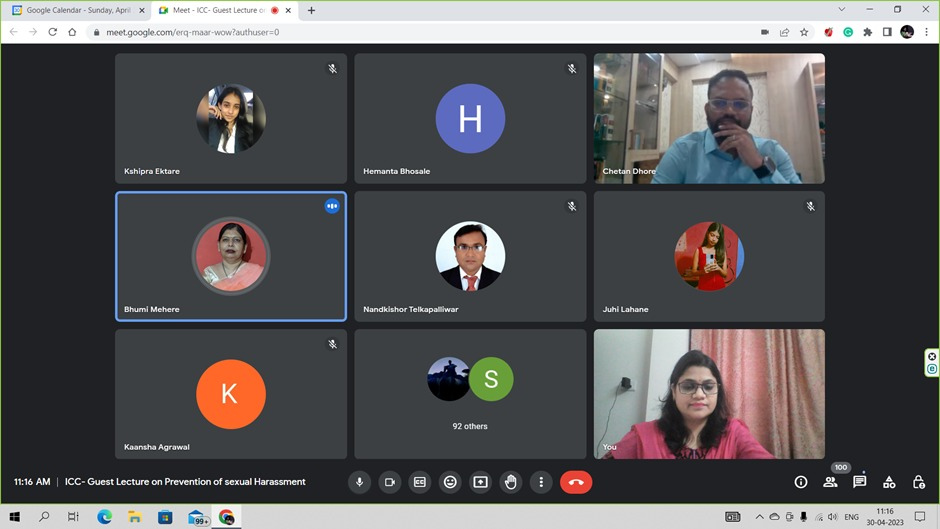 Google Calendar - Sunday, April
Meet - ICC- Guest Lecture on
meet.google.com/erq-maar-wow?authuser=0
Kshipra Ektare
H
Hemanta Bhosale
Chetan Dhore
Bhumi Mehere
Nandkishor Telkapalliwar
Juhi Lahane
K
Kaansha Agrawal
S
92 others
You
11:16 AM | ICC- Guest Lecture on Prevention of sexual Harassment
CC
100
99+
ENG
11:16
30-04-2023